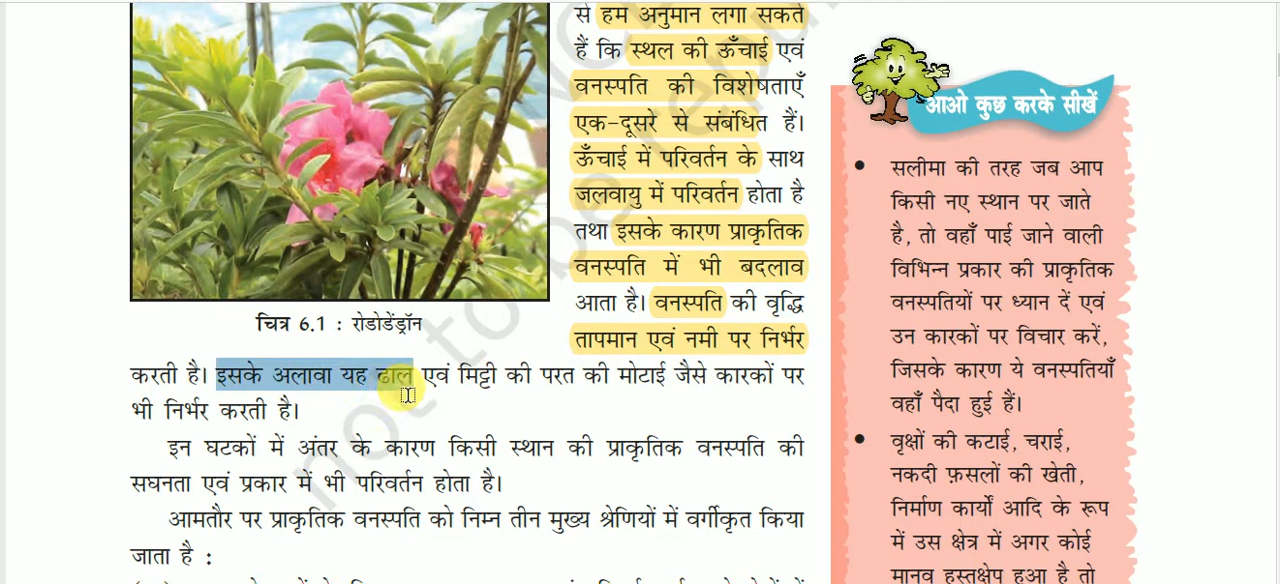 से हम अनुमान लगा सकते
हैं कि स्थल की ऊँचाई एवं
वनस्पति की विशेषताएँ
एक-दूसरे से संबंधित हैं।
ऊँचाई में परिवर्तन के साथ
जलवायु में परिवर्तन होता है
तथा इसके कारण प्राकृतिक
वनस्पति में भी बदलाव
आता है। वनस्पति की वृद्धि
तापमान एवं नमी पर निर्भर
चित्र 6.1 : रोडोडेंड्रॉन
करती है। इसके अलावा यह ढाल एवं मिट्टी की परत की मोटाई जैसे कारकों पर
भी निर्भर करती है।
इन घटकों में अंतर के कारण किसी स्थान की प्राकृतिक वनस्पति की
सघनता एवं प्रकार में भी परिवर्तन होता है।
आमतौर पर प्राकृतिक वनस्पति को निम्न तीन मुख्य श्रेणियों में वर्गीकृत किया
जाता है :
आओ कुछ करके सीखें
• सलीमा की तरह जब आप
किसी नए स्थान पर जाते
है, तो वहाँ पाई जाने वाली
विभिन्न प्रकार की प्राकृतिक
वनस्पतियों पर ध्यान दें एवं
उन कारकों पर विचार करें,
जिसके कारण ये वनस्पतियाँ
वहाँ पैदा हुई हैं।
• वृक्षों की कटाई, चराई,
नकदी फ़सलों की खेती,
निर्माण कार्यों आदि के रूप
में उस क्षेत्र में अगर कोई
मानव हस्तक्षेप हुआ है तो
not to be